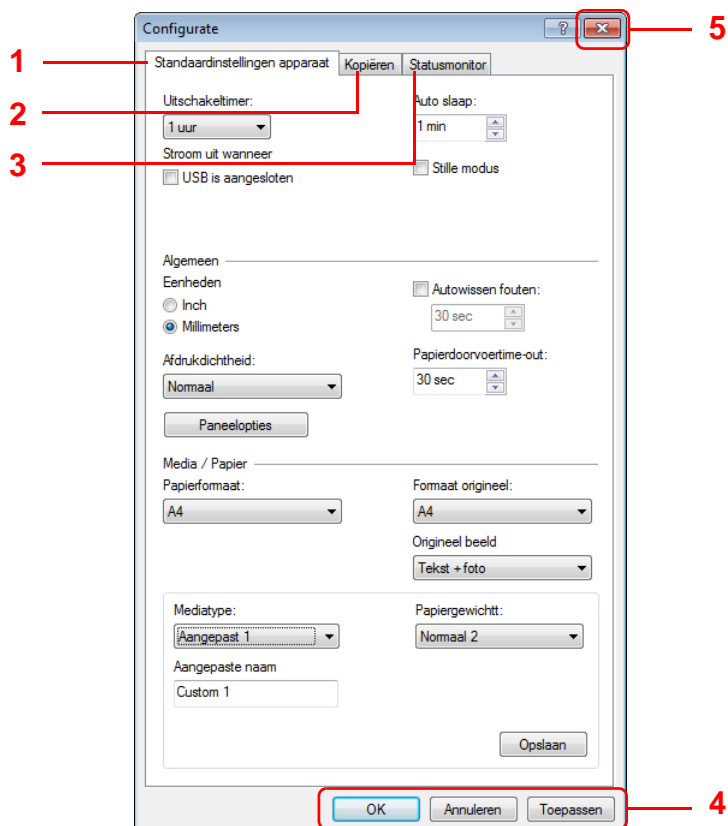 Configurate
5
1
Standaardinstellingen apparaat Kopiëren Statusmonitor
2
Uitschakeltimer: Auto slaap:
1 uur 1 min
3
Stroom uit wanneer
USB is aangesloten Stille modus
Algemeen
Eenheden
Inch Autowissen fouten:
Millimeters 30 sec
Afdrukdichtheid: Papierdoorvoertime-out:
Normaal 30 sec
Paneelopties
Media / Papier
Papierformaat: Formaat origineel:
A4 A4
Origineel beeld
Tekst + foto
Mediatype: Papiergewichtt:
Aangepast 1 Normaal 2
Aangepaste naam
Custom 1
Opslaan
OK Annuleren Toepassen
4